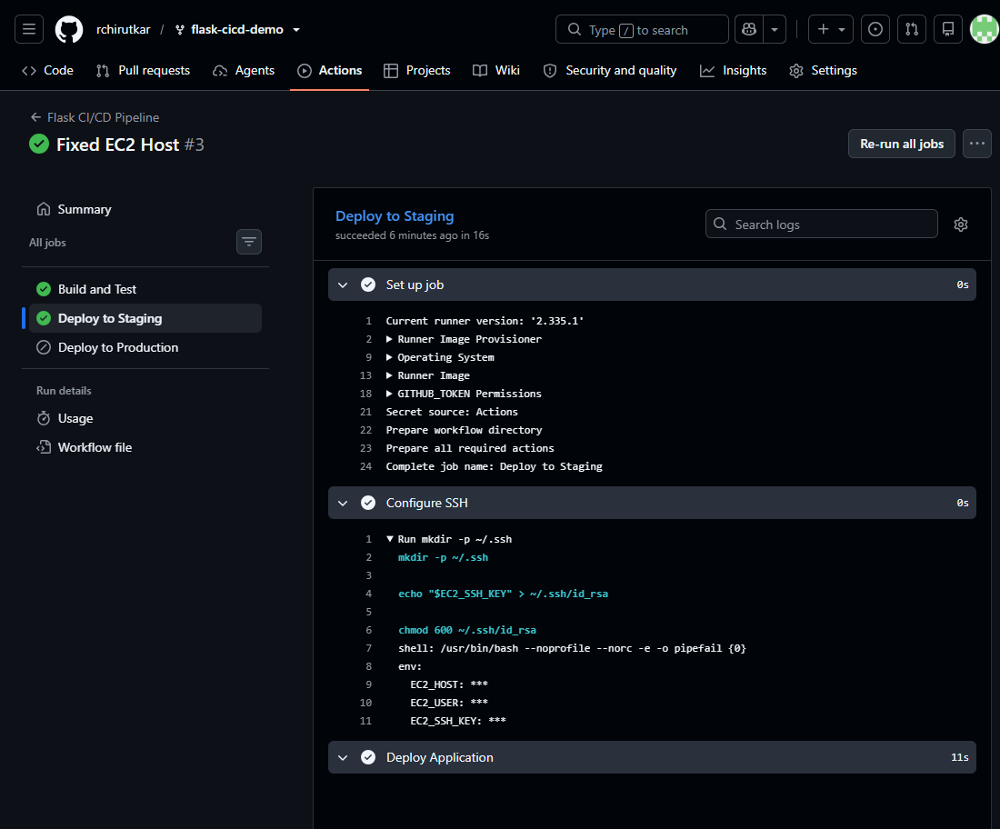 rchirutkar / flask-cicd-demo
Type / to search
Code
Pull requests
Agents
Actions
Projects
Wiki
Security and quality
Insights
Settings
Flask CI/CD Pipeline
Fixed EC2 Host #3
Re-run all jobs
Summary
All jobs
Build and Test
Deploy to Staging
Deploy to Production
Run details
Usage
Workflow file
Deploy to Staging
succeeded 6 minutes ago in 16s
Search logs
Set up job 0s
1 Current runner version: '2.335.1'
2 Runner Image Provisioner
9 Operating System
13 Runner Image
18 GITHUB_TOKEN Permissions
21 Secret source: Actions
22 Prepare workflow directory
23 Prepare all required actions
24 Complete job name: Deploy to Staging
Configure SSH 0s
1 Run mkdir -p ~/.ssh
2 mkdir -p ~/.ssh
3
4 echo "$EC2_SSH_KEY" > ~/.ssh/id_rsa
5
6 chmod 600 ~/.ssh/id_rsa
7 shell: /usr/bin/bash --noprofile --norc -e -o pipefail {0}
8 env:
9 EC2_HOST: ***
10 EC2_USER: ***
11 EC2_SSH_KEY: ***
Deploy Application 11s